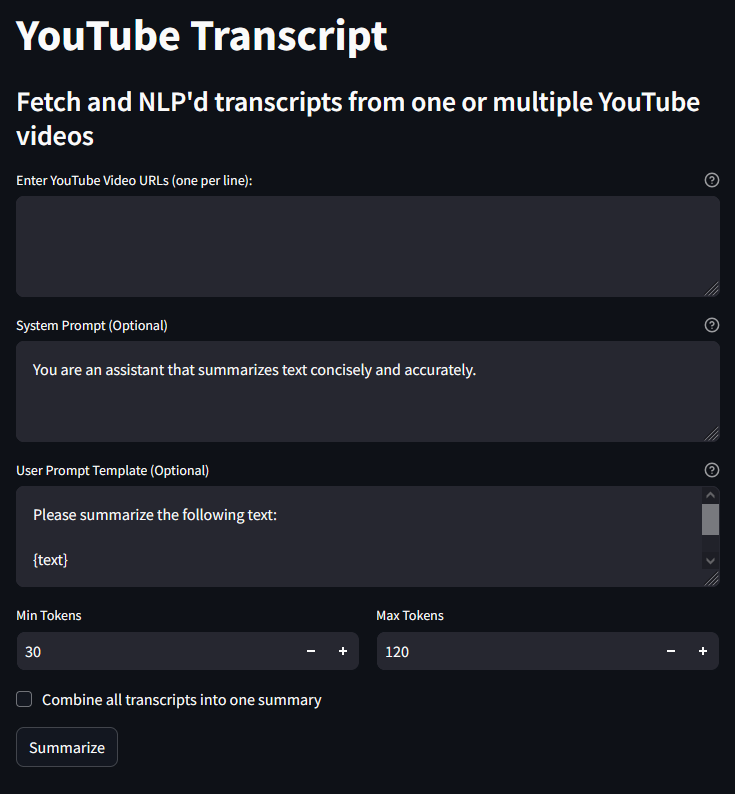 YouTube Transcript
Fetch and NLP'd transcripts from one or multiple YouTube
videos
Enter YouTube Video URLs (one per line):
System Prompt (Optional)
You are an assistant that summarizes text concisely and accurately.
User Prompt Template (Optional)
Please summarize the following text:
{text}
Min Tokens
Max Tokens
30
120
Combine all transcripts into one summary
Summarize